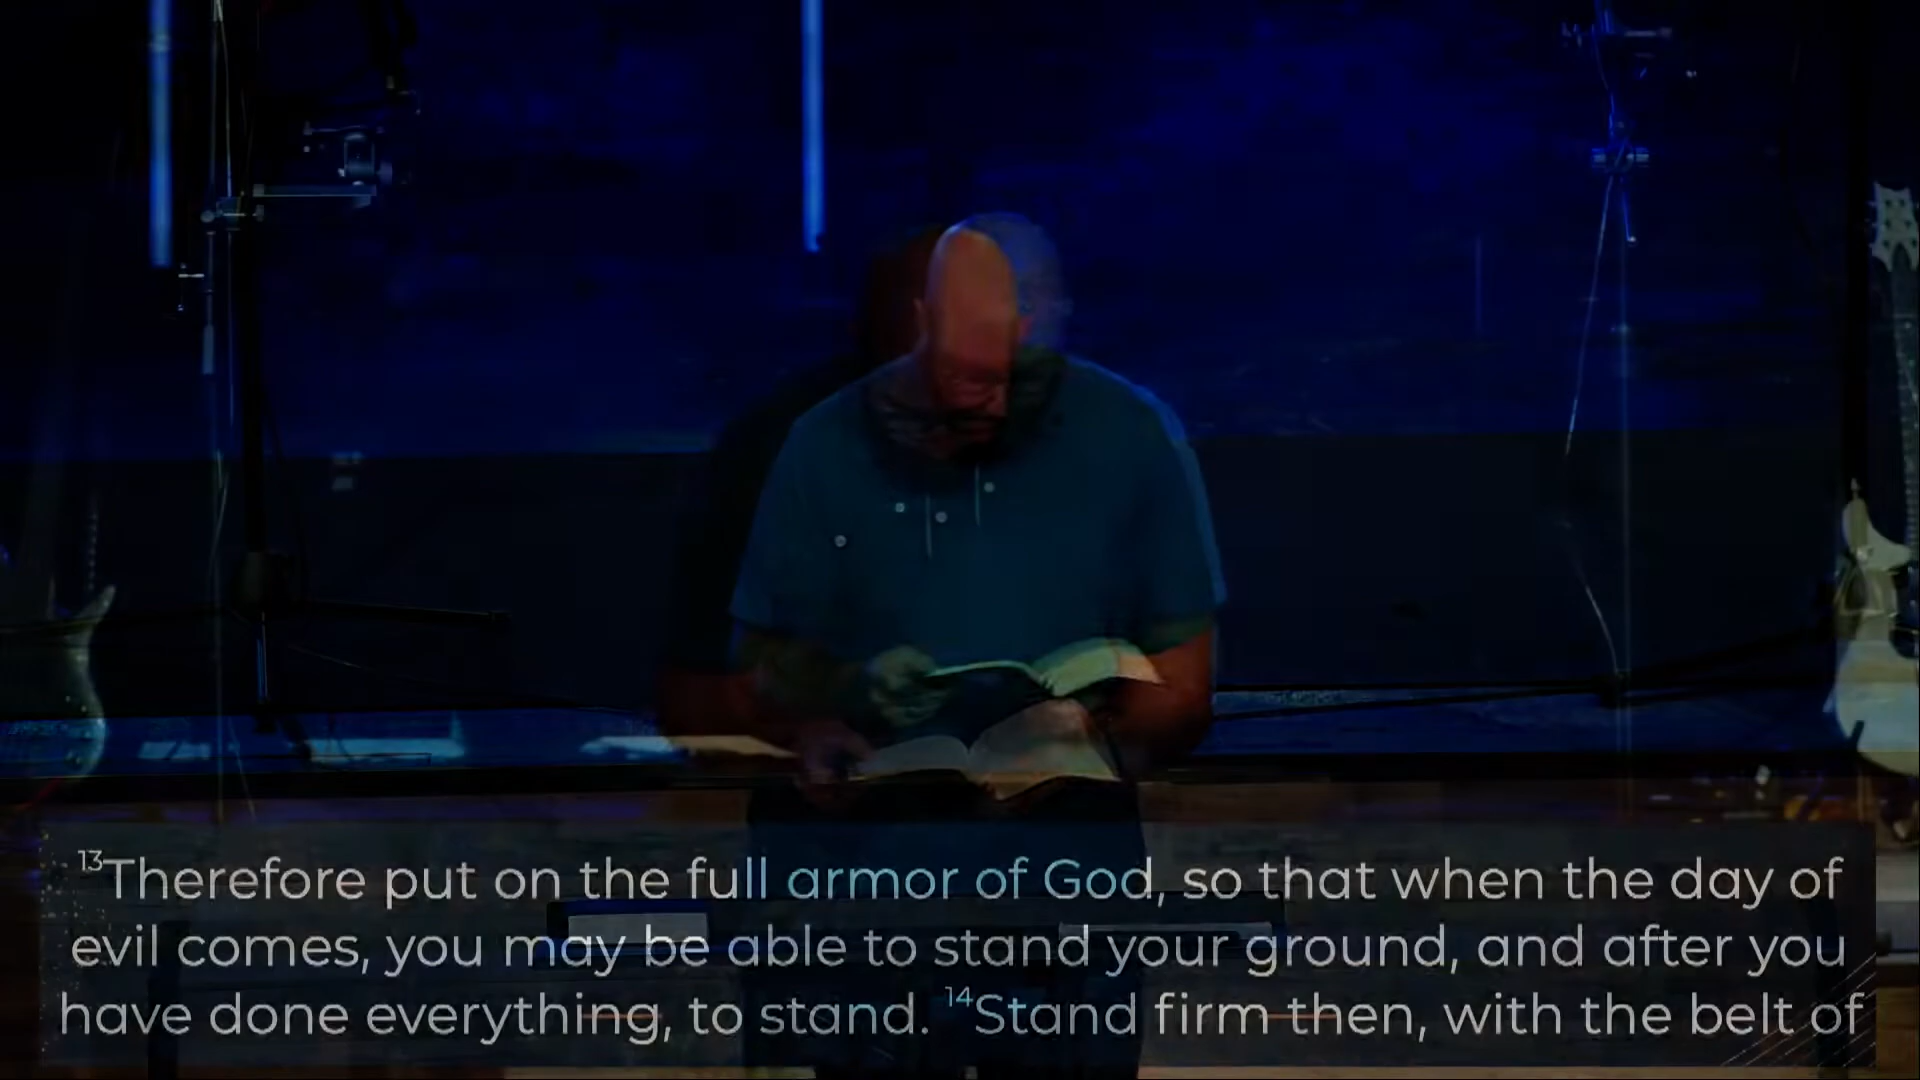 ¹³Therefore put on the full armor of God, so that when the day of
evil comes, you may be able to stand your ground, and after you
have done everything, to stand. ¹⁴Stand firm then, with the belt of